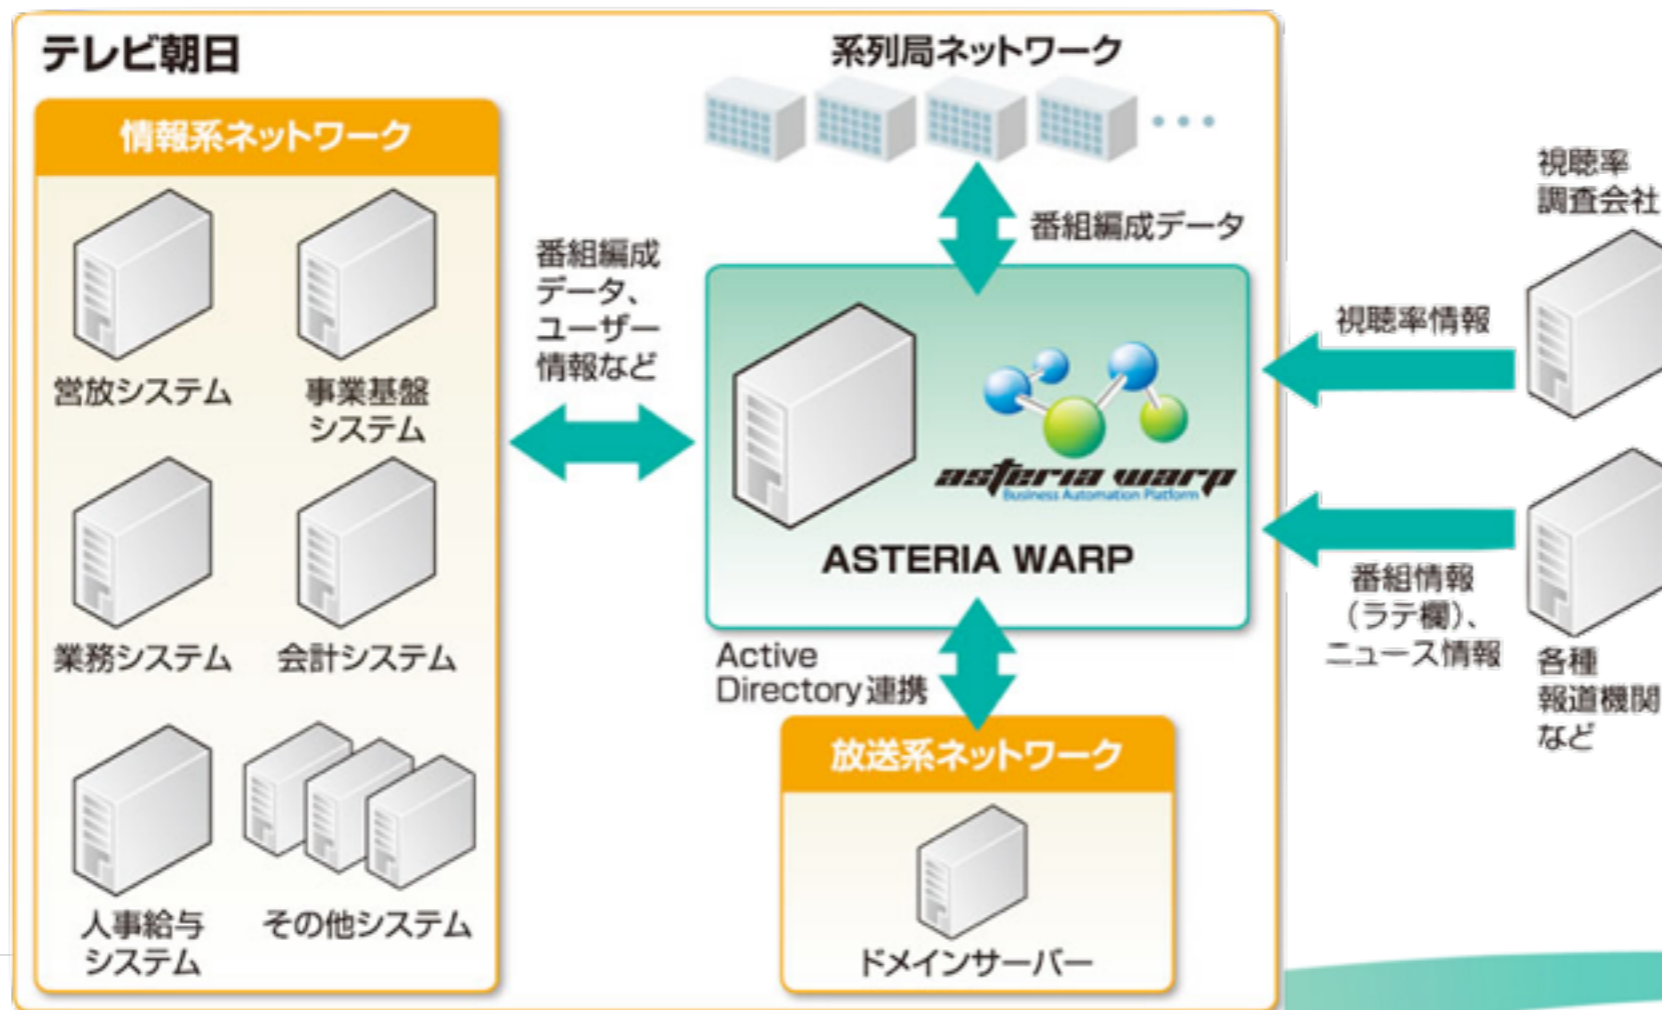 テレビ朝日
系列局ネットワーク
情報系ネットワーク
視聴率
調査会社
番組編成データ
番組編成
データ、
ユーザー
情報など
視聴率情報
営放システム
事業基盤
システム
asteria warp
Business Automation Platform
ASTERIA WARP
番組情報
（ラテ欄）、
ニュース情報
業務システム
会計システム
Active
Directory連携
各種
報道機関
など
放送系ネットワーク
人事給与
システム
その他システム
ドメインサーバー